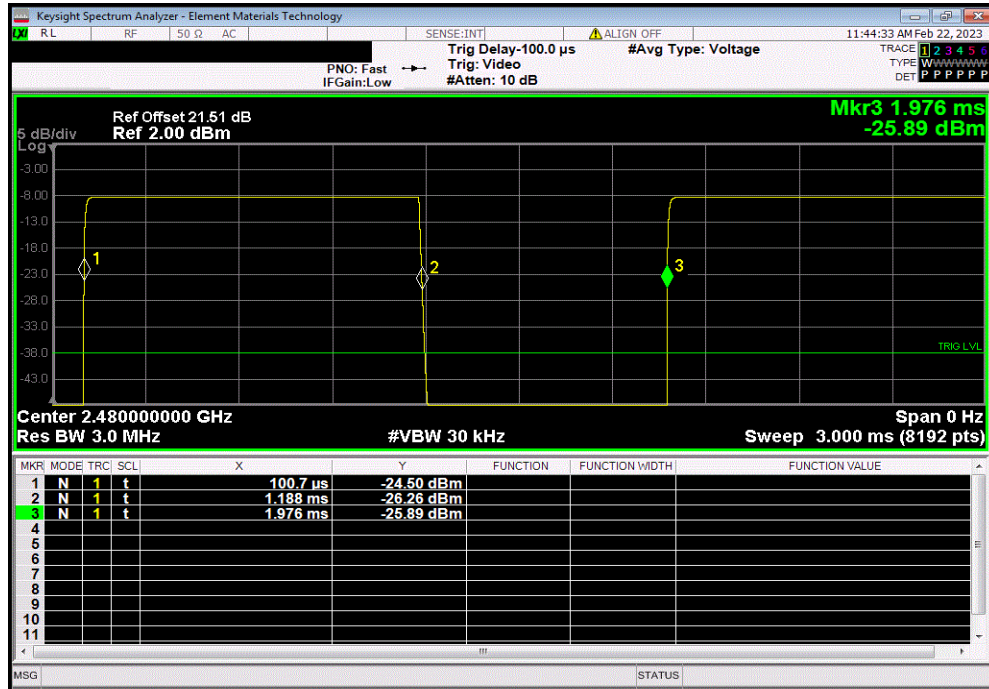 Keysight Spectrum Analyzer - Element Materials Technology
LXI RL RF 50 Ω AC SENSE:INT ALIGN OFF 11:44:33 AM Feb 22, 2023
Trig Delay-100.0 µs #Avg Type: Voltage TRACE 1 2 3 4 5 6
PNO: Fast Trig: Video TYPE WWWWWW
IFGain:Low #Atten: 10 dB DET P P P P P P
Mkr3 1.976 ms
-25.89 dBm
Ref Offset 21.51 dB
5 dB/div Ref 2.00 dBm
Log
-3.00
-8.00
-13.0
-18.0
1
2
3
-23.0
-28.0
-33.0
TRIG LVL
-38.0
-43.0
Center 2.480000000 GHz Span 0 Hz
Res BW 3.0 MHz #VBW 30 kHz Sweep 3.000 ms (8192 pts)
MKR MODE TRC SCL X Y FUNCTION FUNCTION WIDTH FUNCTION VALUE
1 N 1 t 100.7 µs -24.50 dBm
2 N 1 t 1.188 ms -26.26 dBm
3 N 1 t 1.976 ms -25.89 dBm
4
5
6
7
8
9
10
11
MSG STATUS